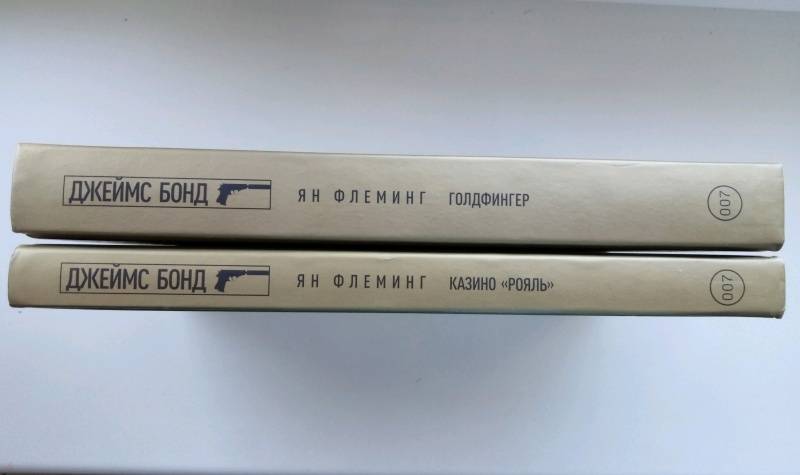 ДЖЕЙМС БОНД ЯН ФЛЕМИНГ ГОЛДФИНГЕР 007
ДЖЕЙМС БОНД ЯН ФЛЕМИНГ КАЗИНО «РОЯЛЬ» 007